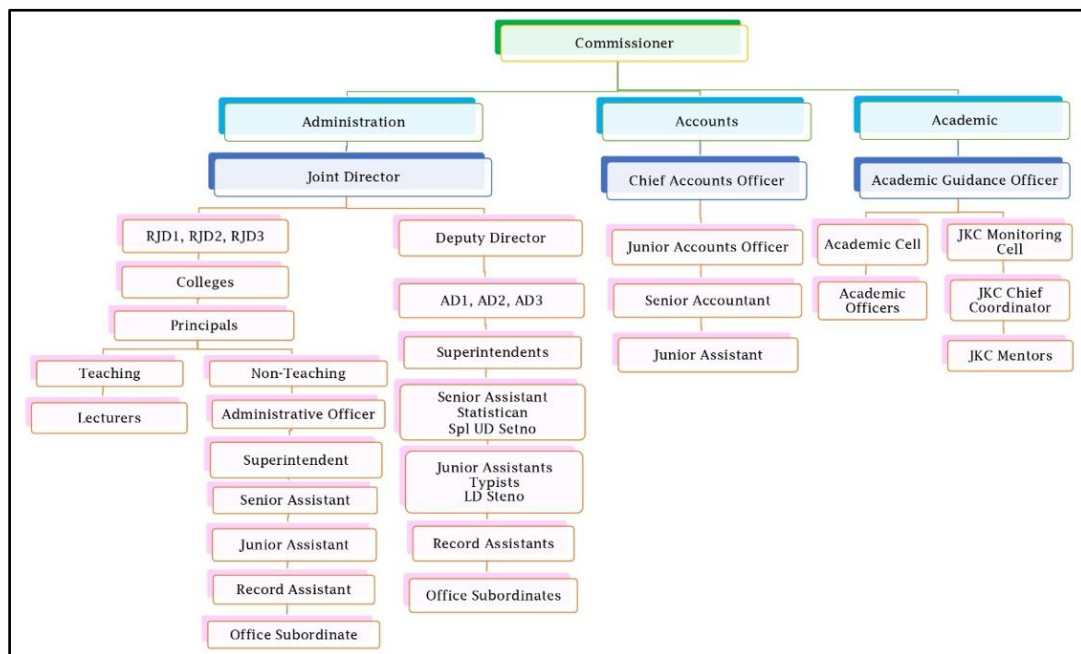 Commissioner
Administration
Accounts
Academic
Joint Director
Chief Accounts Officer
Academic Guidance Officer
RJD1, RJD2, RJD3
Deputy Director
Junior Accounts Officer
Academic Cell
JKC Monitoring
Cell
Colleges
AD1, AD2, AD3
Senior Accountant
Academic
Officers
JKC Chief
Coordinator
Principals
Superintendents
Junior Assistant
JKC Mentors
Teaching
Non-Teaching
Senior Assistant
Statistican
Spl UD Setno
Lecturers
Administrative Officer
Superintendent
Junior Assistants
Typists
LD Steno
Senior Assistant
Junior Assistant
Record Assistants
Record Assistant
Office Subordinates
Office Subordinate